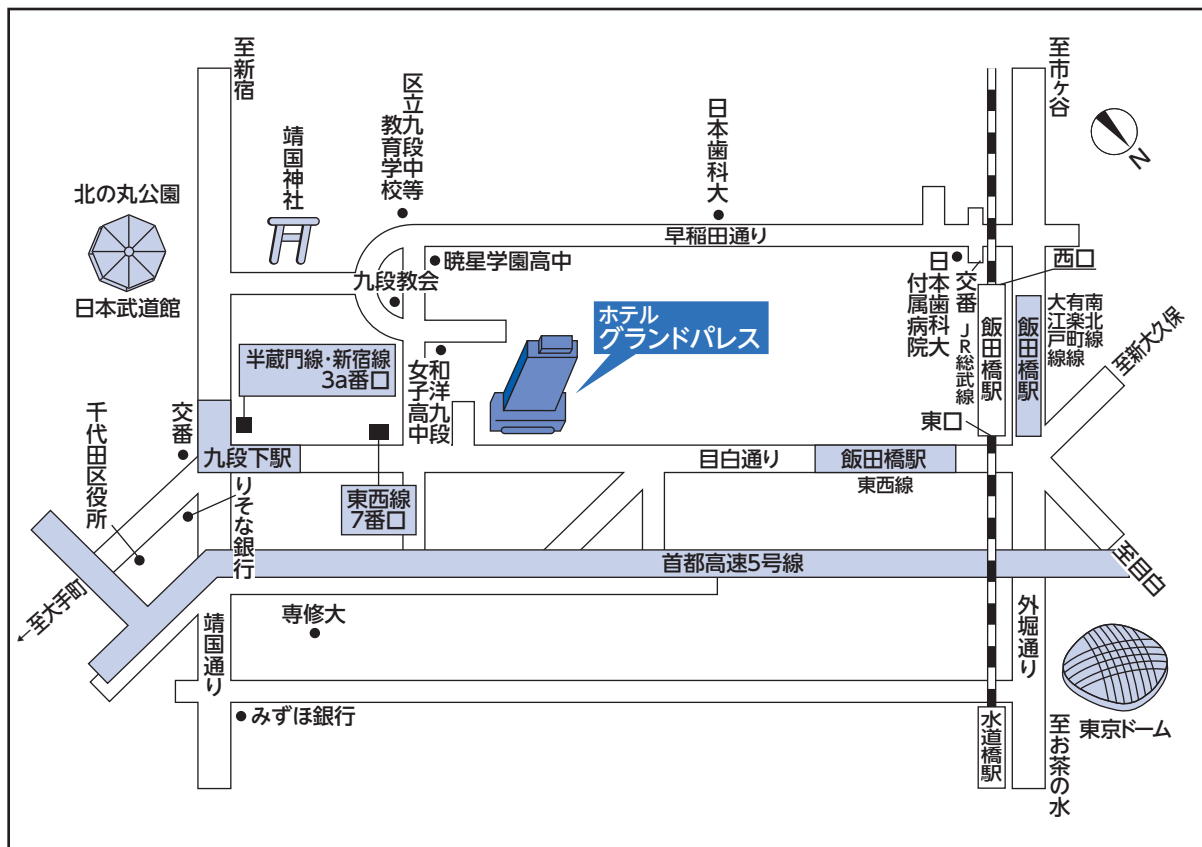 至新宿
靖国神社
北の丸公園
日本武道館
区立九段中等
教育学校
日本歯科大
至市ヶ谷
N
早稲田通り
暁星学園高中
九段教会
ホテル
グランドパレス
日本歯科大
付属病院
交番
JR総武線
西口
飯田橋駅
飯田橋駅
南北線
有楽町線
大江戸線
至新大久保
半蔵門線・新宿線
3a番口
和洋九段
女子高中
東口
交番
千代田区役所
九段下駅
目白通り
飯田橋駅
東西線
東西線
7番口
りそな銀行
首都高速5号線
至目白
←至大手町
靖国通り
専修大
外堀通り
みずほ銀行
水道橋駅
東京ドーム
至お茶の水